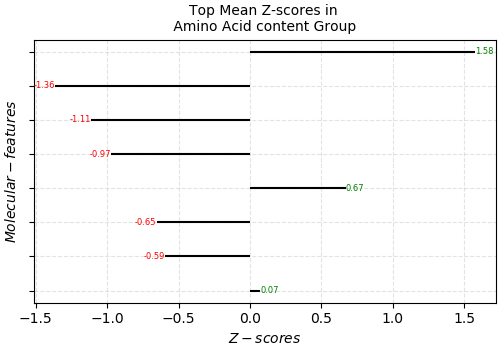 Top Mean Z-scores in
Amino Acid content Group
1.58
-1.36
-1.11
-0.97
0.67
-0.65
-0.59
0.07
Molecular − features
−1.5 −1.0 −0.5 0.0 0.5 1.0 1.5
Z − scores